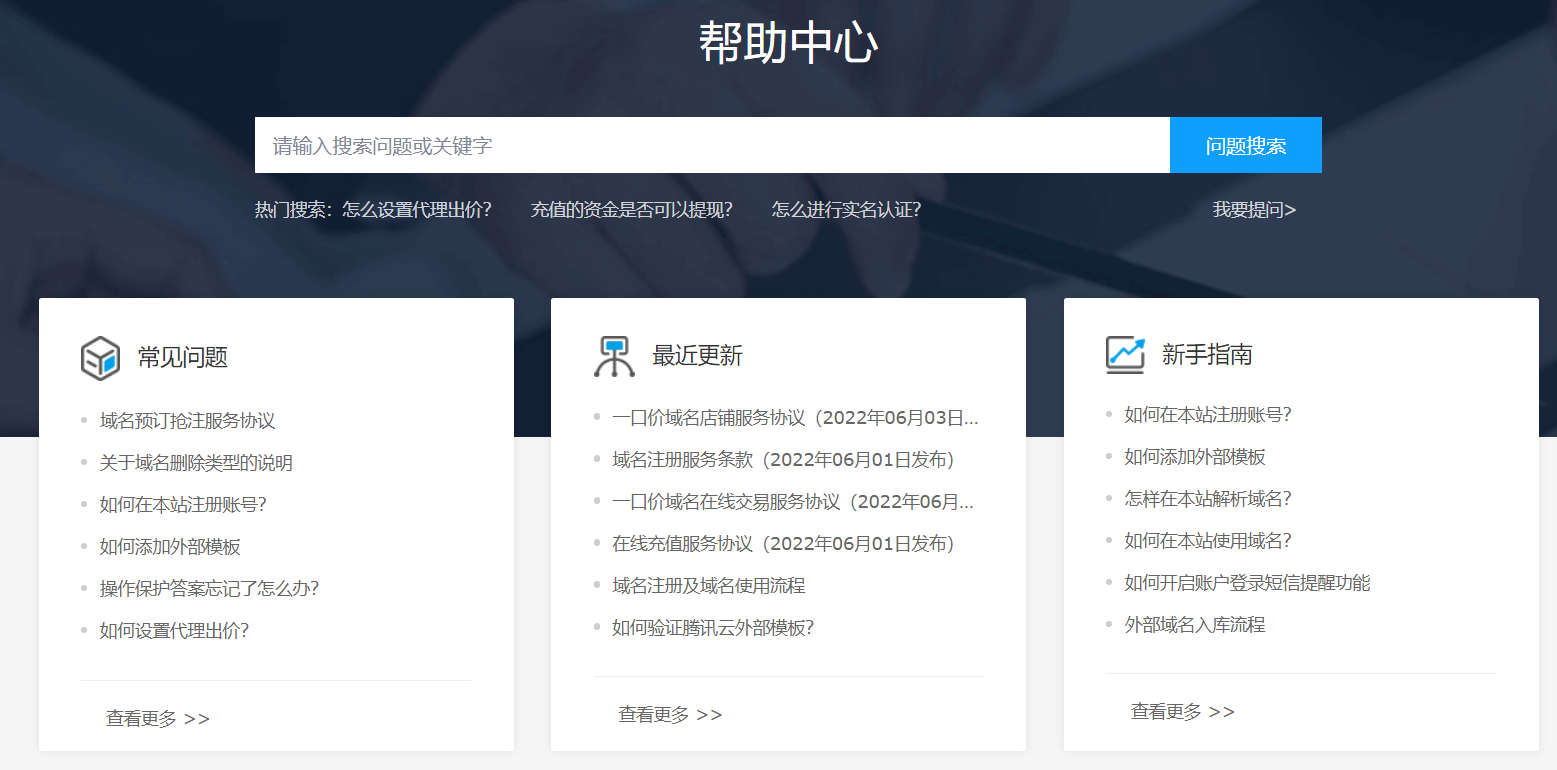 帮助中心
请输入搜索问题或关键字
问题搜索
热门搜索：怎么设置代理出价？ 充值的资金是否可以提现？ 怎么进行实名认证？ 我要提问>
常见问题
域名预订抢注服务协议
关于域名删除类型的说明
如何在本站注册账号？
如何添加外部模板
操作保护答案忘记了怎么办？
如何设置代理出价？
查看更多 >>
最近更新
一口价域名店铺服务协议（2022年06月03日...
域名注册服务条款（2022年06月01日发布）
一口价域名在线交易服务协议（2022年06月...
在线充值服务协议（2022年06月01日发布）
域名注册及域名使用流程
如何验证腾讯云外部模板？
查看更多 >>
新手指南
如何在本站注册账号？
如何添加外部模板
怎样在本站解析域名？
如何在本站使用域名？
如何开启账户登录短信提醒功能
外部域名入库流程
查看更多 >>